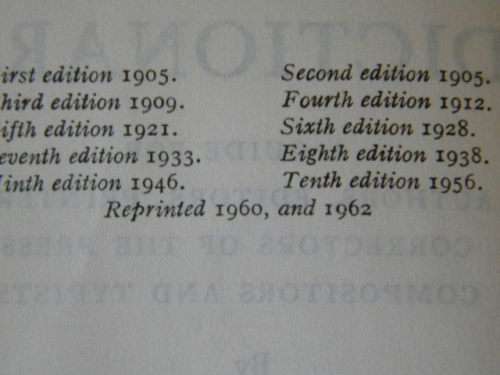 irst edition 1905. Second edition 1905.
hird edition 1909. Fourth edition 1912.
ifth edition 1921. Sixth edition 1928.
eventh edition 1933. Eighth edition 1938.
inth edition 1946. Tenth edition 1956.
Reprinted 1960, and 1962